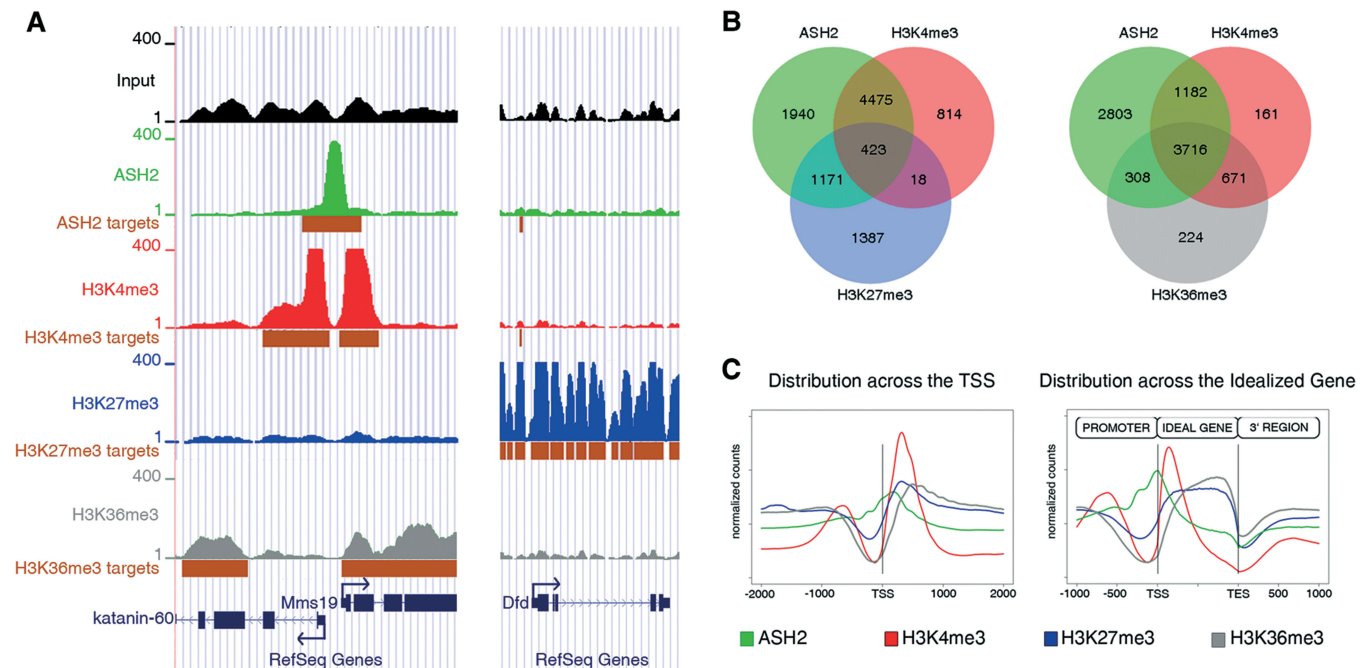 A
400
Input
1
400
ASH2
1
ASH2 targets
400
H3K4me3
1
H3K4me3 targets
400
H3K27me3
1
H3K27me3 targets
400
H3K36me3
1
H3K36me3 targets
Mms19
katanin-60
RefSeq Genes
Dfd
RefSeq Genes
B
ASH2
H3K4me3
1940
4475
814
423
1171
18
1387
H3K27me3
ASH2
H3K4me3
2803
1182
161
3716
308
671
224
H3K36me3
C
Distribution across the TSS
normalized counts
-2000
-1000
TSS
1000
2000
Distribution across the Idealized Gene
PROMOTER
IDEAL GENE
3' REGION
normalized counts
-1000
-500
TSS
TES
500
1000
ASH2
H3K4me3
H3K27me3
H3K36me3